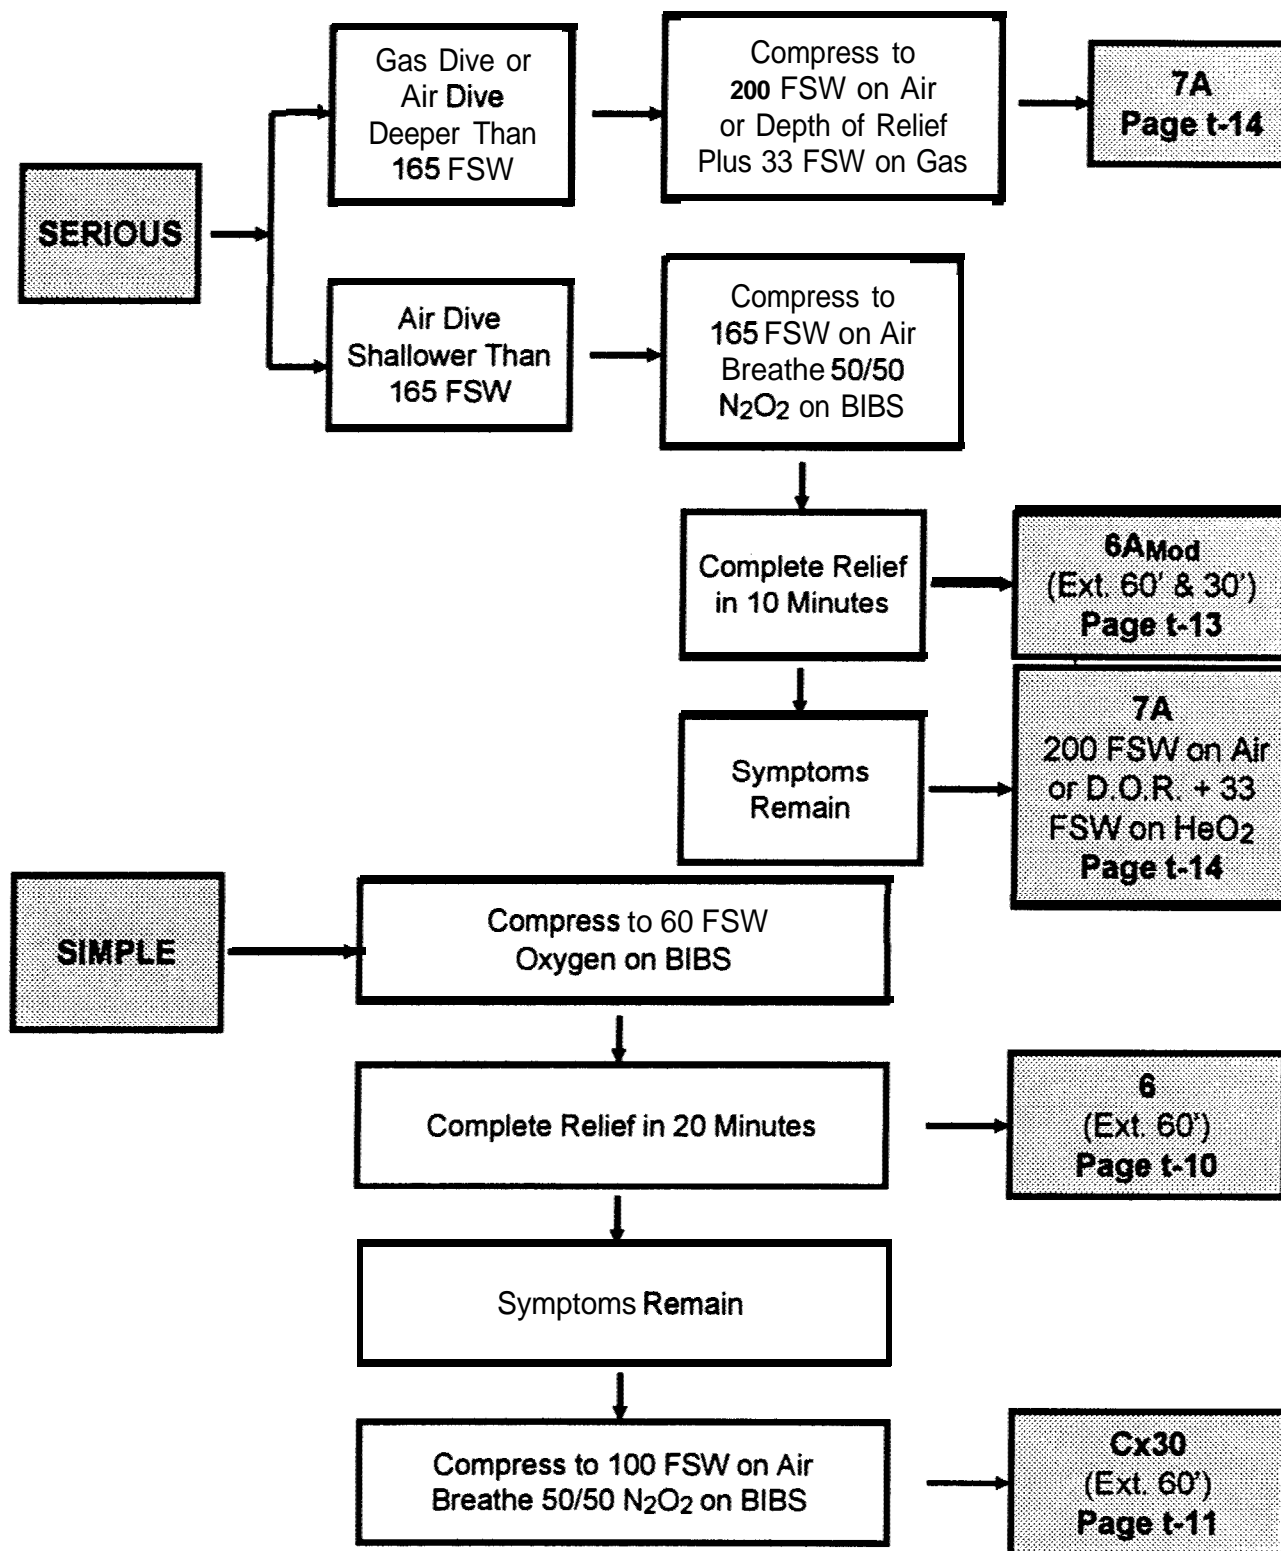 Gas Dive or
Air Dive
Deeper Than
165 FSW
Compress to
200 FSW on Air
or Depth of Relief
Plus 33 FSW on Gas
7A
Page t-14
SERIOUS
Air Dive
Shallower Than
165 FSW
Compress to
165 FSW on Air
Breathe 50/50
N2O2 on BIBS
Complete Relief
in 10 Minutes
6AMod
(Ext. 60' & 30')
Page t-13
Symptoms
Remain
7A
200 FSW on Air
or D.O.R. + 33
FSW on HeO2
Page t-14
SIMPLE
Compress to 60 FSW
Oxygen on BIBS
Complete Relief in 20 Minutes
6
(Ext. 60')
Page t-10
Symptoms Remain
Compress to 100 FSW on Air
Breathe 50/50 N2O2 on BIBS
Cx30
(Ext. 60')
Page t-11